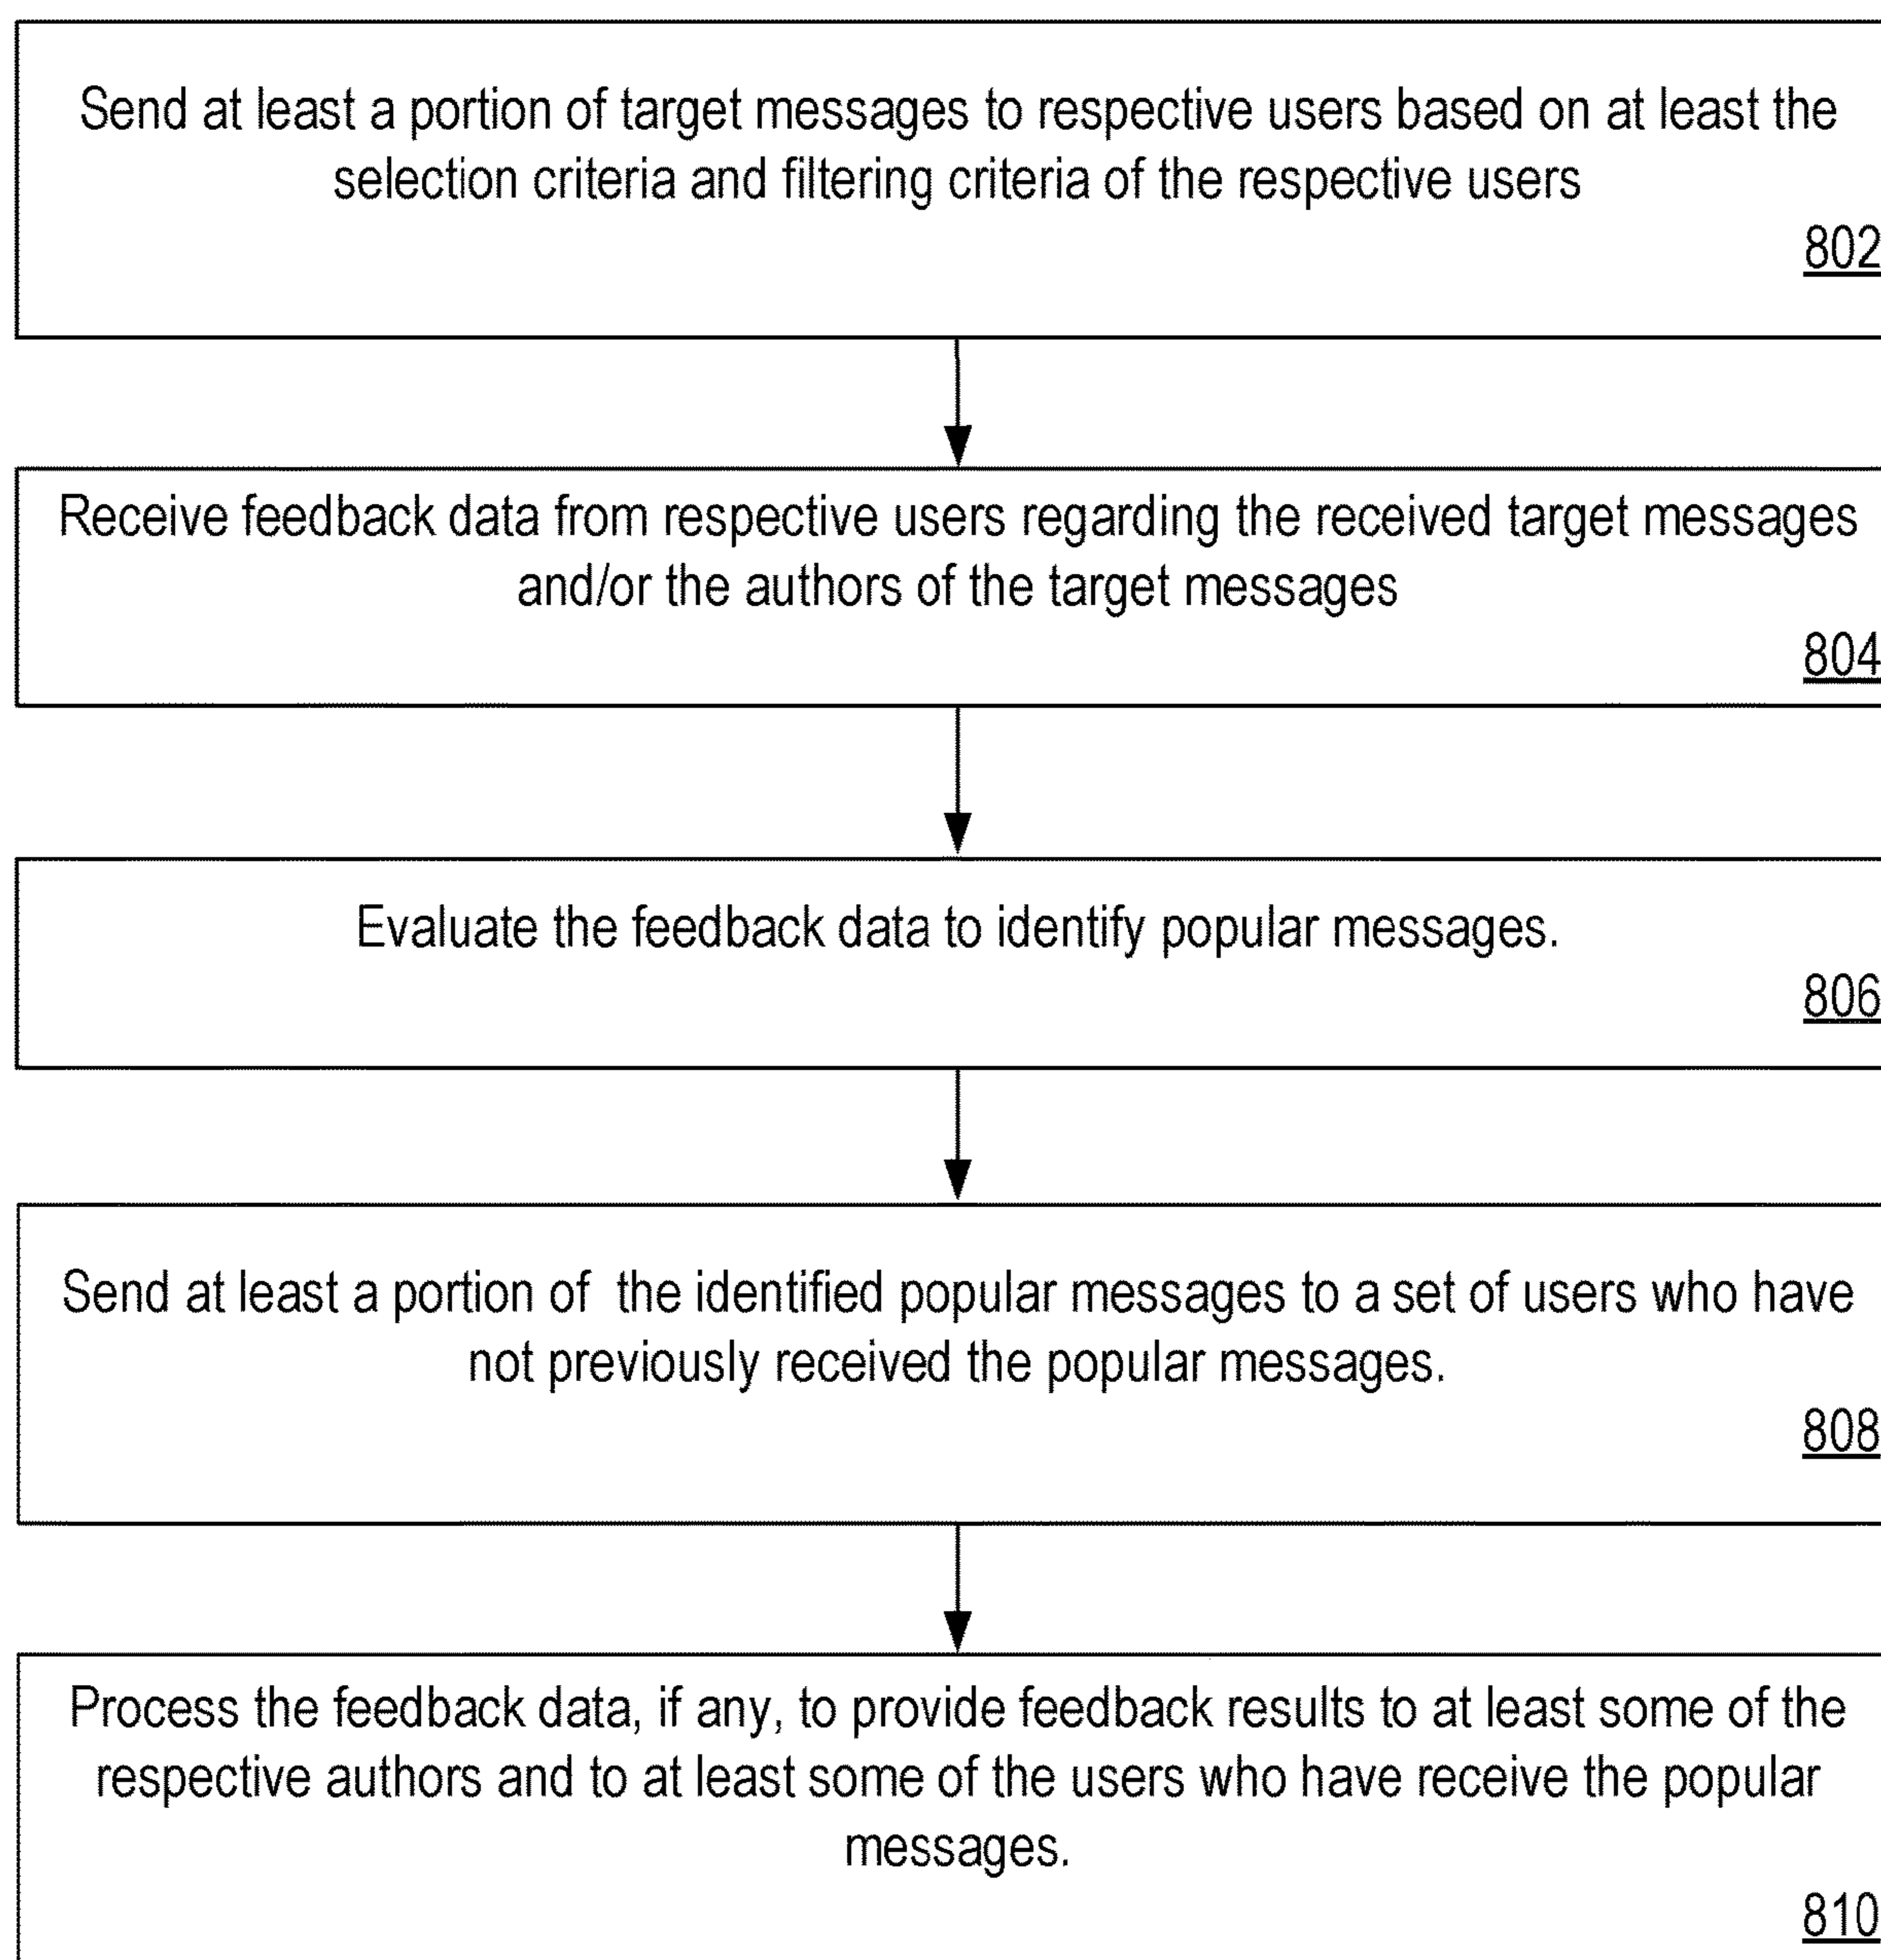 Send at least a portion of target messages to respective users based on at least the
selection criteria and filtering criteria of the respective users
802
Receive feedback data from respective users regarding the received target messages
and/or the authors of the target messages
804
Evaluate the feedback data to identify popular messages.
806
Send at least a portion of the identified popular messages to a set of users who have
not previously received the popular messages.
808
Process the feedback data, if any, to provide feedback results to at least some of the
respective authors and to at least some of the users who have receive the popular
messages.
810